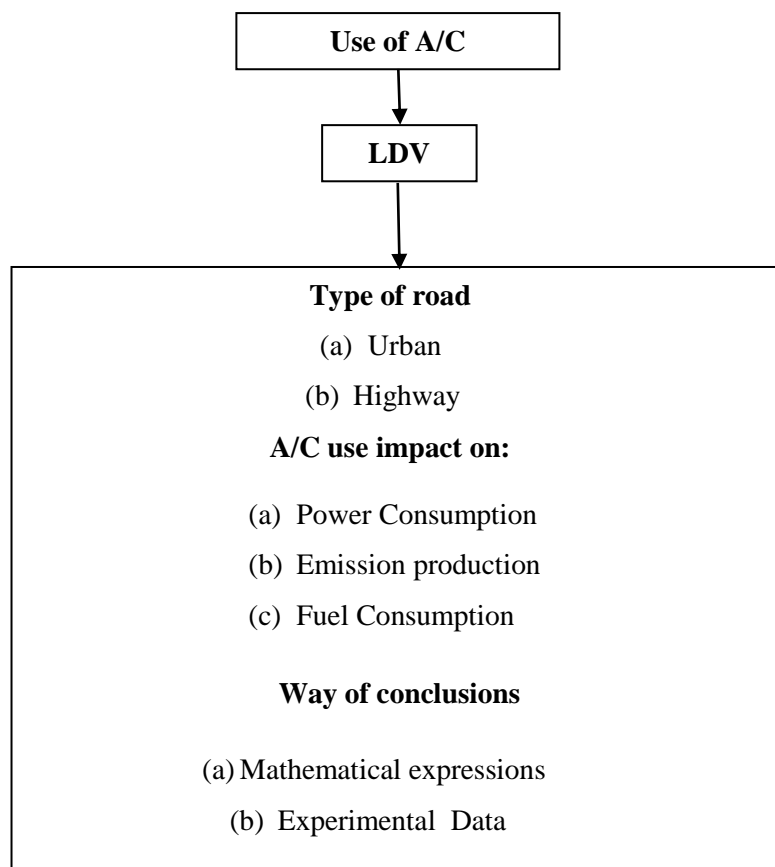 Use of A/C
LDV
Type of road
(a) Urban
(b) Highway
A/C use impact on:
(a) Power Consumption
(b) Emission production
(c) Fuel Consumption
Way of conclusions
(a) Mathematical expressions
(b) Experimental Data